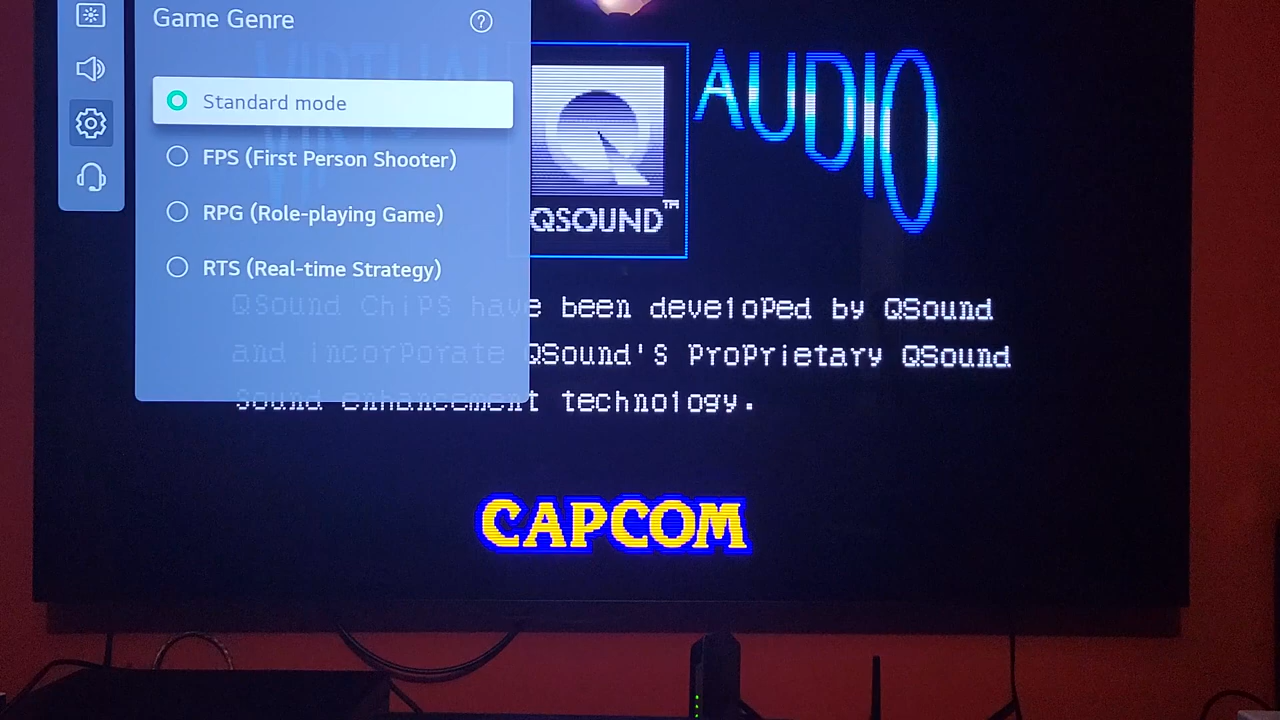 Game Genre
?
Standard mode
FPS (First Person Shooter)
RPG (Role-playing Game)
RTS (Real-time Strategy)
VIRTUAL
AUDIO
QSOUND™
QSound Chips have been developed by QSound
and incorporate QSound's Proprietary QSound
Sound enhancement technology.
CAPCOM